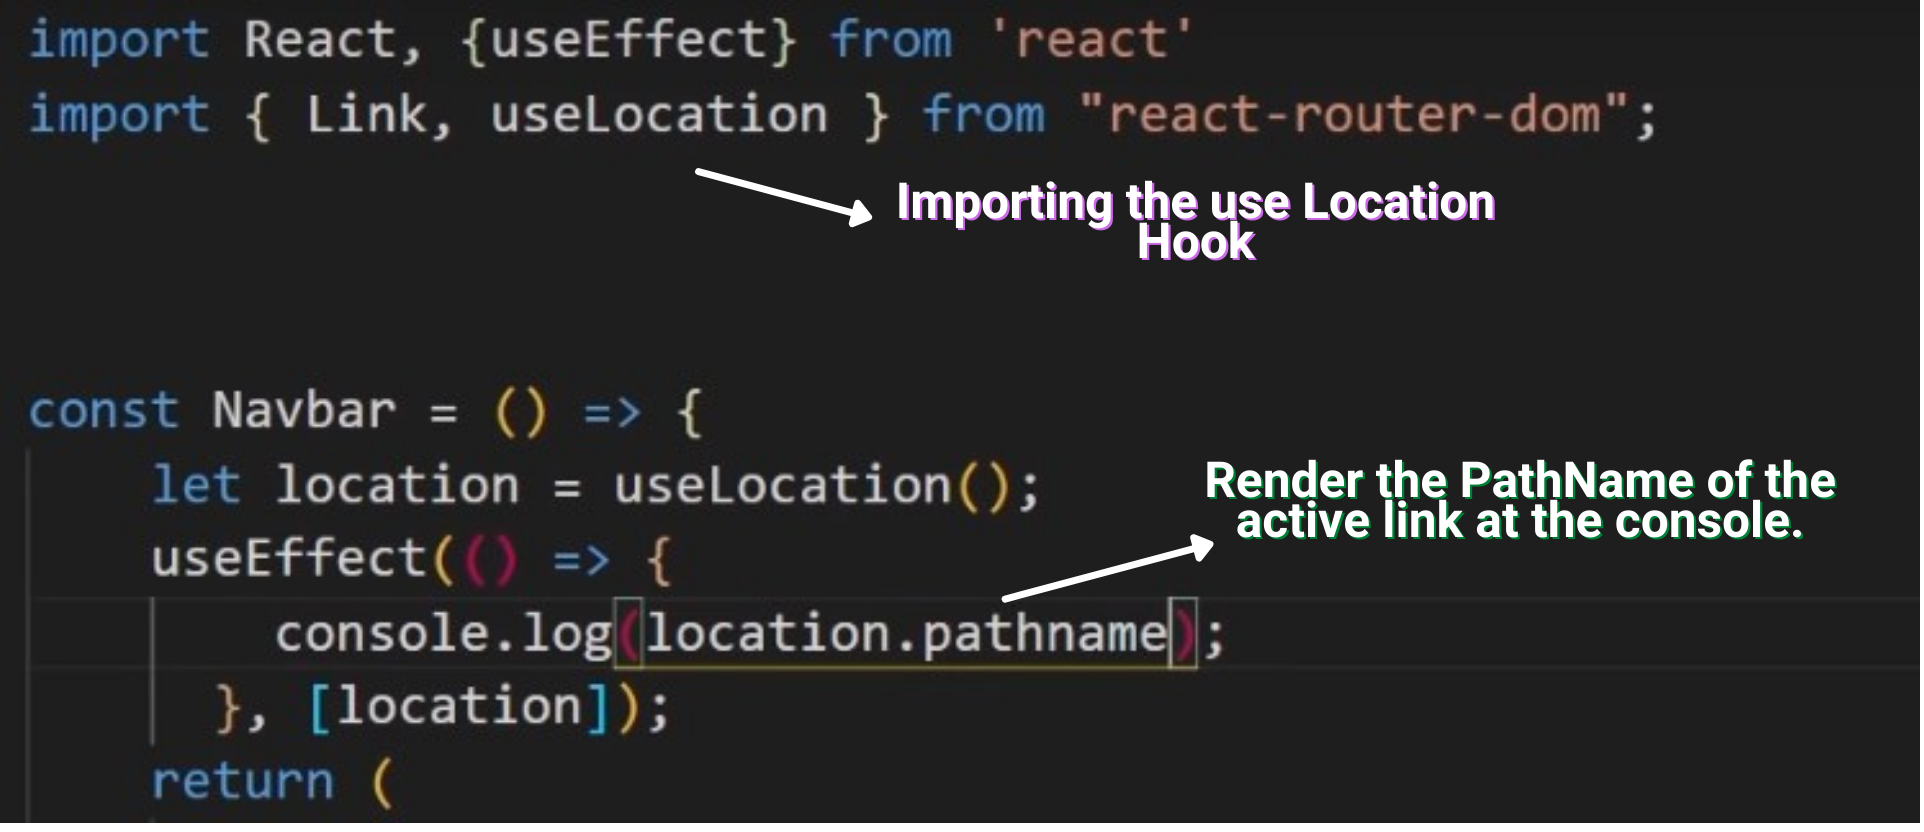 import React, {useEffect} from 'react'
import { Link, useLocation } from "react-router-dom";
Importing the use Location
Hook
const Navbar = () => {
let location = useLocation();
Render the PathName of the
active link at the console.
useEffect(() => {
console.log(location.pathname);
}, [location]);
return (